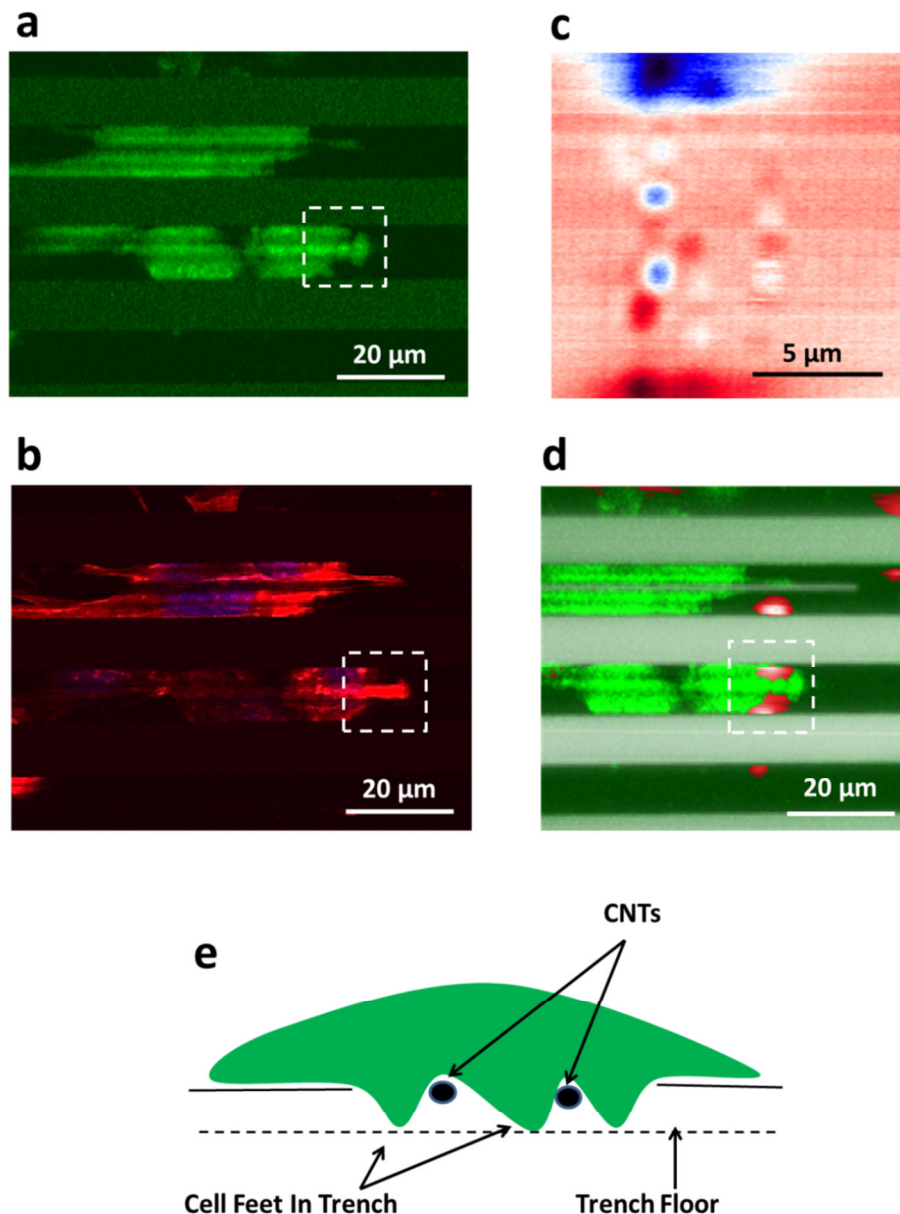 a
c
20 µm
5 µm
b
d
20 µm
20 µm
CNTs
e
Cell Feet In Trench
Trench Floor